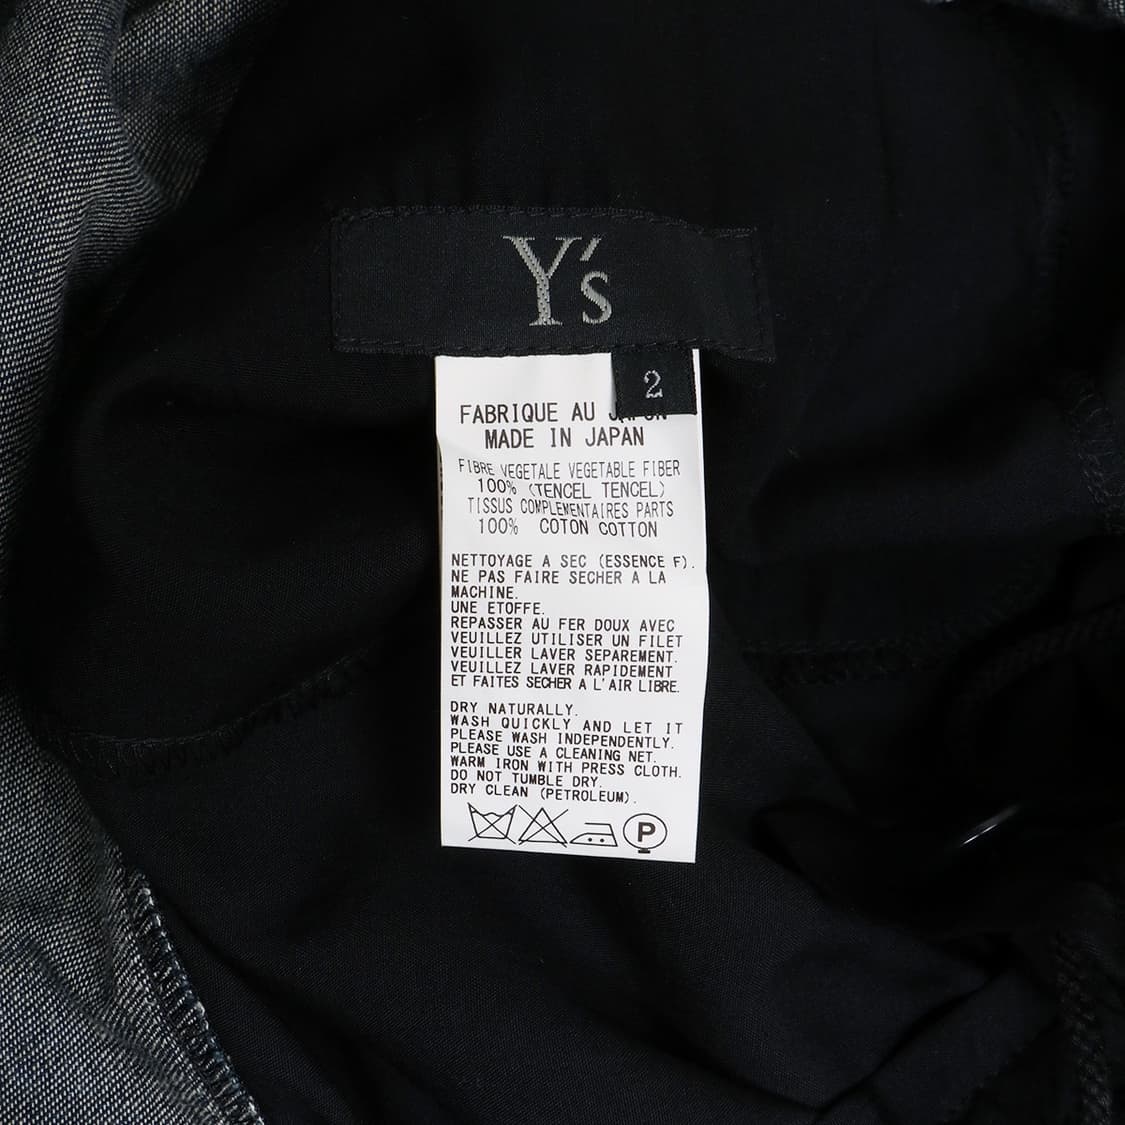 Y's
2
FABRIQUE AU JAPON
MADE IN JAPAN
FIBRE VEGETALE VEGETABLE FIBER
100% (TENCEL TENCEL)
TISSUS COMPLEMENTAIRES PARTS
100% COTON COTTON
NETTOYAGE A SEC (ESSENCE F).
NE PAS FAIRE SECHER A LA
MACHINE.
UNE ETOFFE.
REPASSER AU FER DOUX AVEC
VEUILLEZ UTILISER UN FILET
VEUILLER LAVER SEPAREMENT.
VEUILLEZ LAVER RAPIDEMENT
ET FAITES SECHER A L'AIR LIBRE.
DRY NATURALLY.
WASH QUICKLY AND LET IT
PLEASE WASH INDEPENDENTLY.
PLEASE USE A CLEANING NET.
WARM IRON WITH PRESS CLOTH.
DO NOT TUMBLE DRY.
DRY CLEAN (PETROLEUM).
P